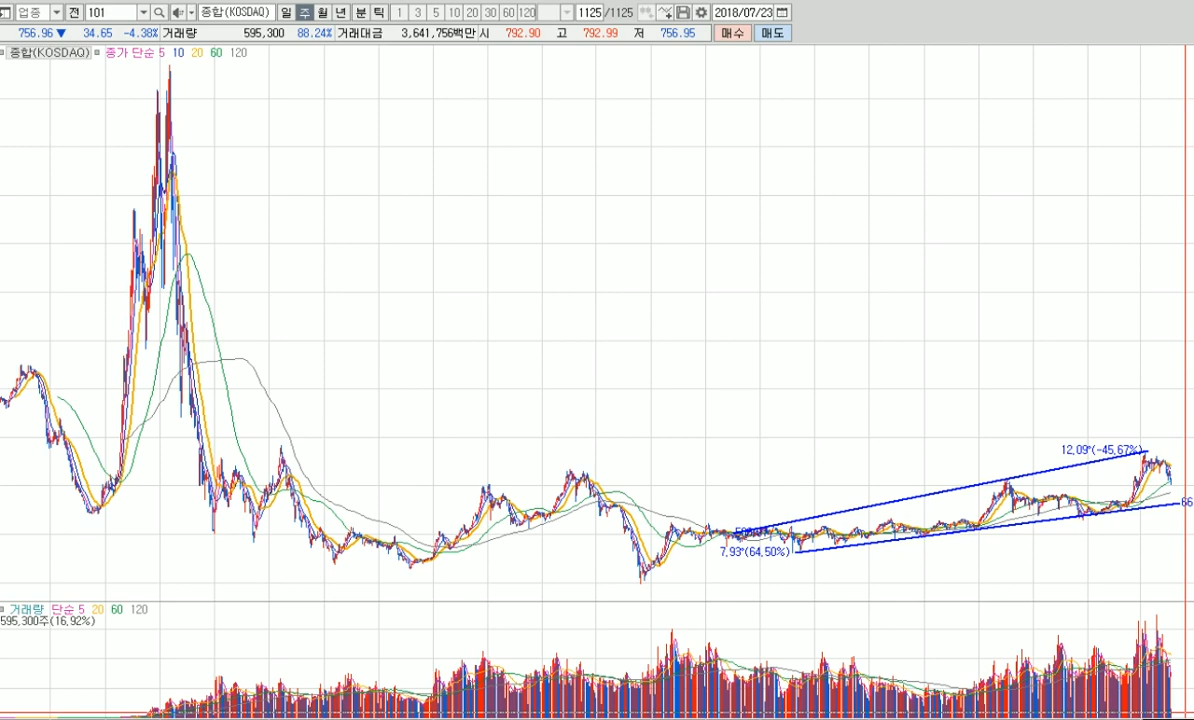 업종 전 101 종합(KOSDAQ) 일 주 월 년 분 틱 1 3 5 10 20 30 60 120 1125/1125 2018/07/23
756.96▼ 34.65 -4.38% 거래량 595,300 88.24% 거래대금 3,641,756백만 시 792.90 고 792.99 저 756.95 매수 매도
종합(KOSDAQ) 종가 단순 5 10 20 60 120
12,09°(-45,67%)
66
7,93°(64,50%)
거래량 단순 5 20 60 120
595,300주(16,92%)